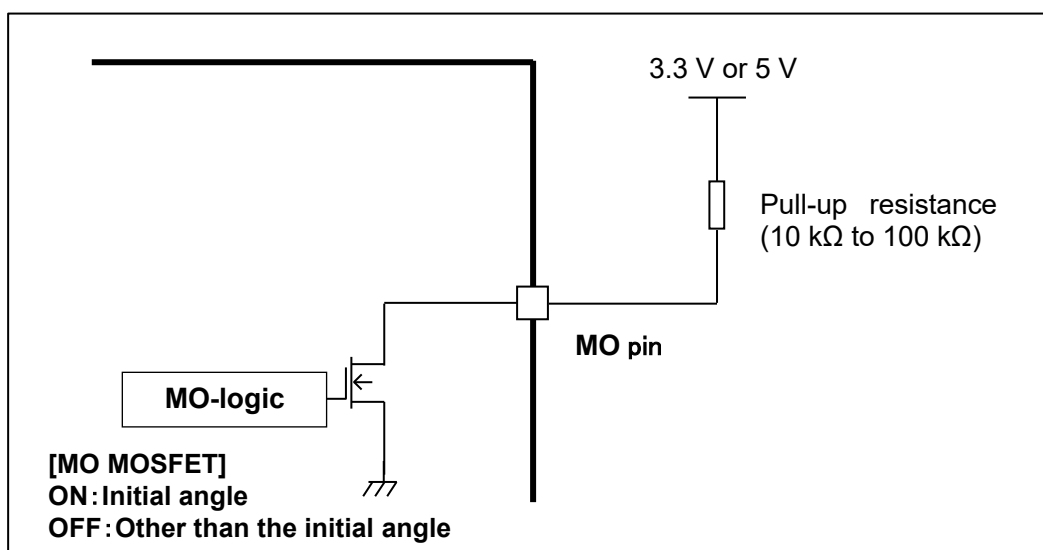 3.3 V or 5 V
Pull-up resistance
(10 kΩ to 100 kΩ)
MO pin
MO-logic
[MO MOSFET]
ON:Initial angle
OFF:Other than the initial angle